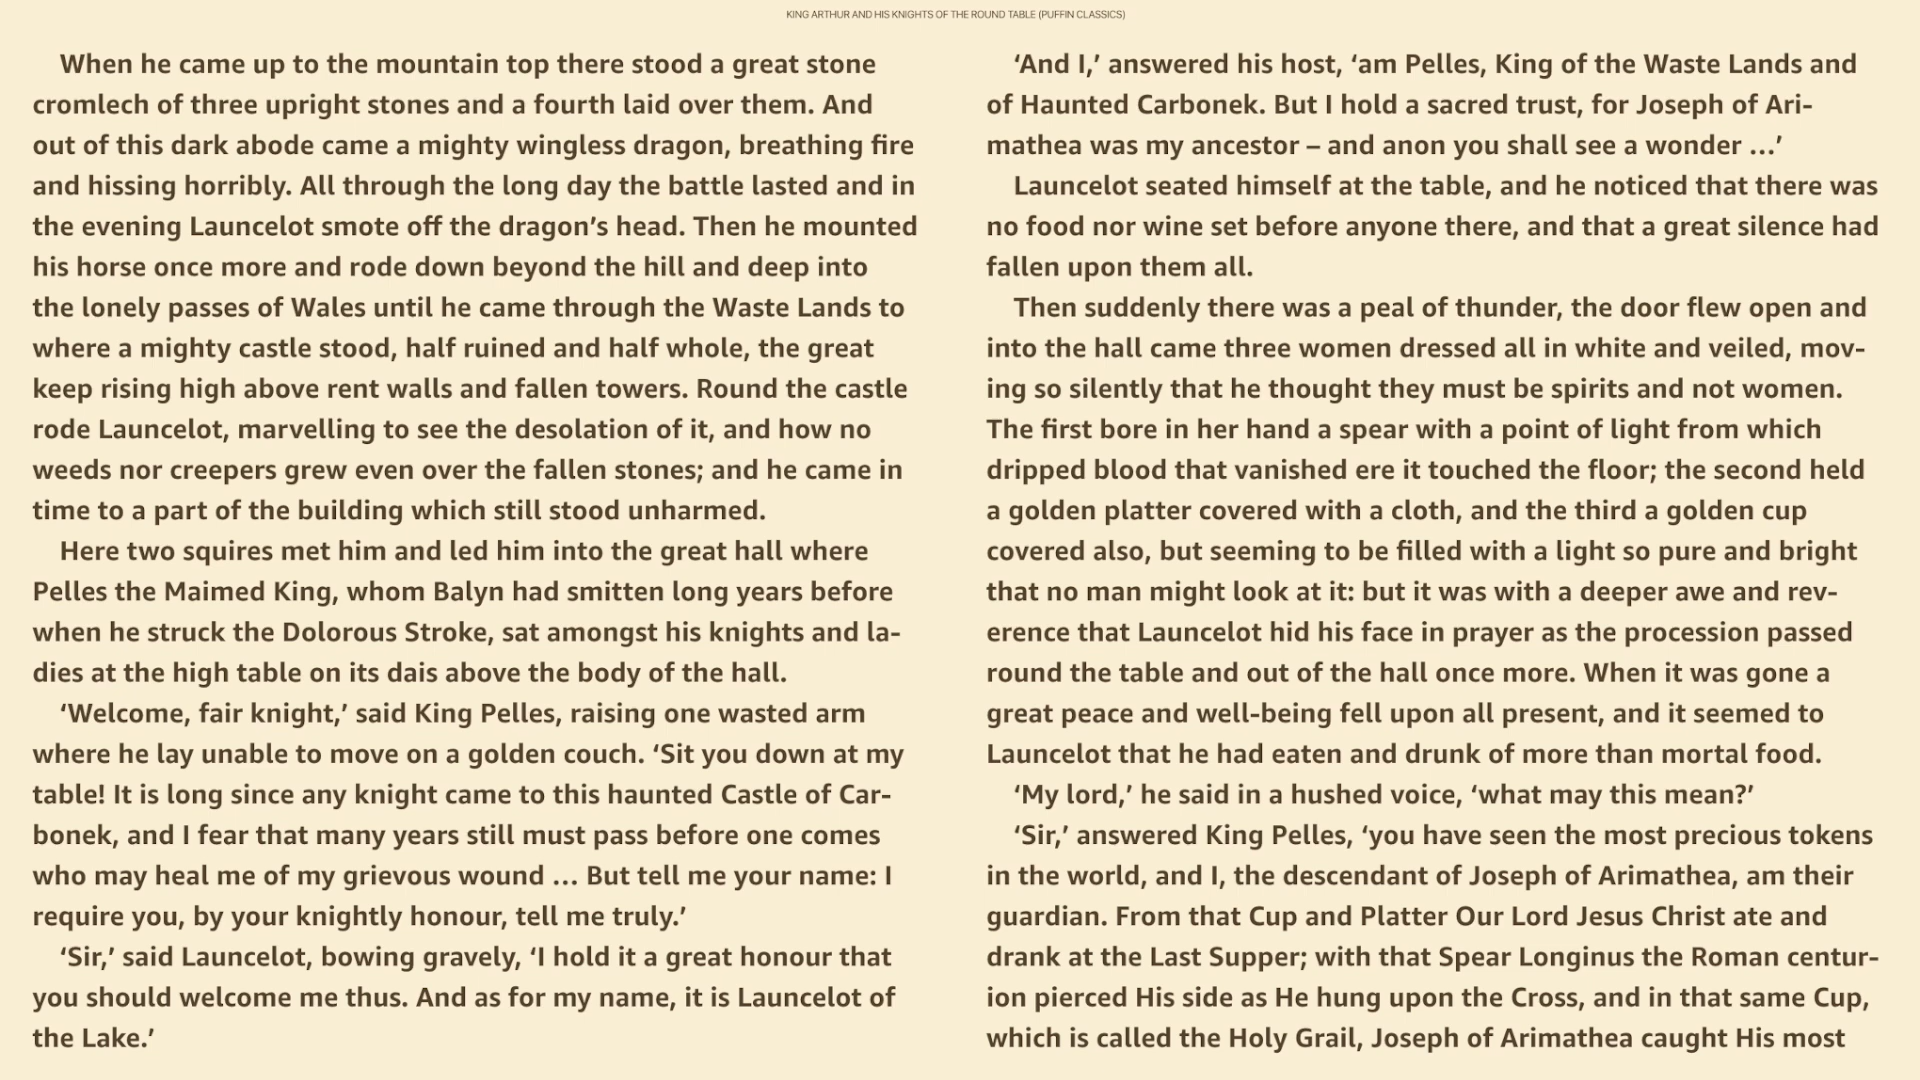 KING ARTHUR AND HIS KNIGHTS OF THE ROUND TABLE (PUFFIN CLASSICS)
When he came up to the mountain top there stood a great stone
cromlech of three upright stones and a fourth laid over them. And
out of this dark abode came a mighty wingless dragon, breathing fire
and hissing horribly. All through the long day the battle lasted and in
the evening Launcelot smote off the dragon’s head. Then he mounted
his horse once more and rode down beyond the hill and deep into
the lonely passes of Wales until he came through the Waste Lands to
where a mighty castle stood, half ruined and half whole, the great
keep rising high above rent walls and fallen towers. Round the castle
rode Launcelot, marvelling to see the desolation of it, and how no
weeds nor creepers grew even over the fallen stones; and he came in
time to a part of the building which still stood unharmed.
Here two squires met him and led him into the great hall where
Pelles the Maimed King, whom Balyn had smitten long years before
when he struck the Dolorous Stroke, sat amongst his knights and la-
dies at the high table on its dais above the body of the hall.
‘Welcome, fair knight,’ said King Pelles, raising one wasted arm
where he lay unable to move on a golden couch. ‘Sit you down at my
table! It is long since any knight came to this haunted Castle of Car-
bonek, and I fear that many years still must pass before one comes
who may heal me of my grievous wound … But tell me your name: I
require you, by your knightly honour, tell me truly.’
‘Sir,’ said Launcelot, bowing gravely, ‘I hold it a great honour that
you should welcome me thus. And as for my name, it is Launcelot of
the Lake.’
‘And I,’ answered his host, ‘am Pelles, King of the Waste Lands and
of Haunted Carbonek. But I hold a sacred trust, for Joseph of Ari-
mathea was my ancestor – and anon you shall see a wonder …’
Launcelot seated himself at the table, and he noticed that there was
no food nor wine set before anyone there, and that a great silence had
fallen upon them all.
Then suddenly there was a peal of thunder, the door flew open and
into the hall came three women dressed all in white and veiled, mov-
ing so silently that he thought they must be spirits and not women.
The first bore in her hand a spear with a point of light from which
dripped blood that vanished ere it touched the floor; the second held
a golden platter covered with a cloth, and the third a golden cup
covered also, but seeming to be filled with a light so pure and bright
that no man might look at it: but it was with a deeper awe and rev-
erence that Launcelot hid his face in prayer as the procession passed
round the table and out of the hall once more. When it was gone a
great peace and well-being fell upon all present, and it seemed to
Launcelot that he had eaten and drunk of more than mortal food.
‘My lord,’ he said in a hushed voice, ‘what may this mean?’
‘Sir,’ answered King Pelles, ‘you have seen the most precious tokens
in the world, and I, the descendant of Joseph of Arimathea, am their
guardian. From that Cup and Platter Our Lord Jesus Christ ate and
drank at the Last Supper; with that Spear Longinus the Roman centur-
ion pierced His side as He hung upon the Cross, and in that same Cup,
which is called the Holy Grail, Joseph of Arimathea caught His most